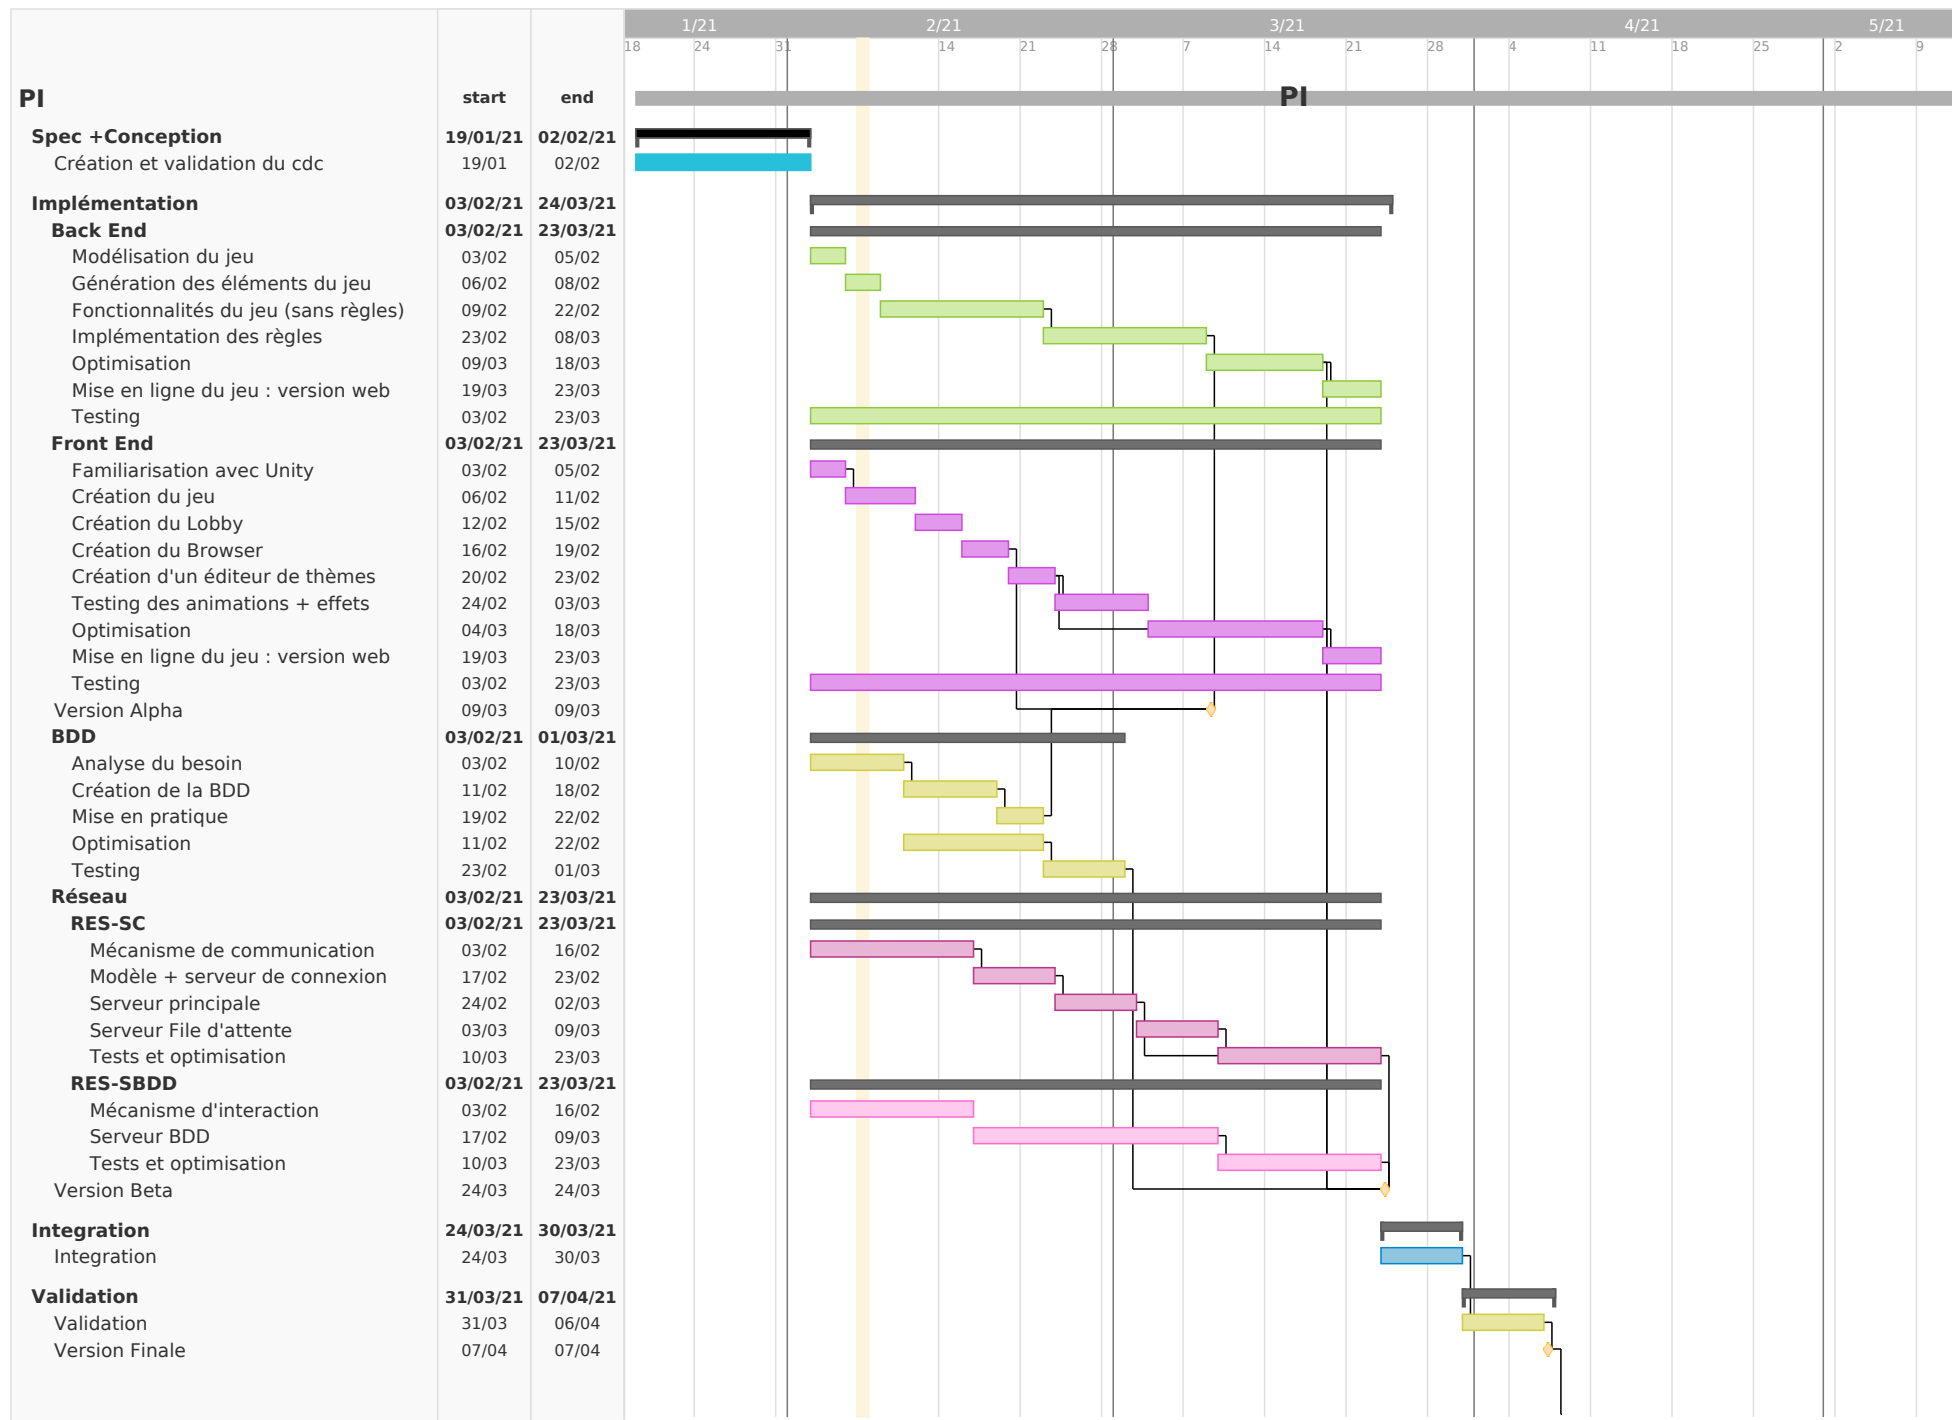 1/21 2/21 3/21 4/21 5/21
18 24 31 14 21 28 7 14 21 28 4 11 18 25 2 9
PI start end PI
Spec +Conception 19/01/21 02/02/21
Création et validation du cdc 19/01 02/02
Implémentation 03/02/21 24/03/21
Back End 03/02/21 23/03/21
Modélisation du jeu 03/02 05/02
Génération des éléments du jeu 06/02 08/02
Fonctionnalités du jeu (sans règles) 09/02 22/02
Implémentation des règles 23/02 08/03
Optimisation 09/03 18/03
Mise en ligne du jeu : version web 19/03 23/03
Testing 03/02 23/03
Front End 03/02/21 23/03/21
Familiarisation avec Unity 03/02 05/02
Création du jeu 06/02 11/02
Création du Lobby 12/02 15/02
Création du Browser 16/02 19/02
Création d'un éditeur de thèmes 20/02 23/02
Testing des animations + effets 24/02 03/03
Optimisation 04/03 18/03
Mise en ligne du jeu : version web 19/03 23/03
Testing 03/02 23/03
Version Alpha 09/03 09/03
BDD 03/02/21 01/03/21
Analyse du besoin 03/02 10/02
Création de la BDD 11/02 18/02
Mise en pratique 19/02 22/02
Optimisation 11/02 22/02
Testing 23/02 01/03
Réseau 03/02/21 23/03/21
RES-SC 03/02/21 23/03/21
Mécanisme de communication 03/02 16/02
Modèle + serveur de connexion 17/02 23/02
Serveur principale 24/02 02/03
Serveur File d'attente 03/03 09/03
Tests et optimisation 10/03 23/03
RES-SBDD 03/02/21 23/03/21
Mécanisme d'interaction 03/02 16/02
Serveur BDD 17/02 09/03
Tests et optimisation 10/03 23/03
Version Beta 24/03 24/03
Integration 24/03/21 30/03/21
Integration 24/03 30/03
Validation 31/03/21 07/04/21
Validation 31/03 06/04
Version Finale 07/04 07/04